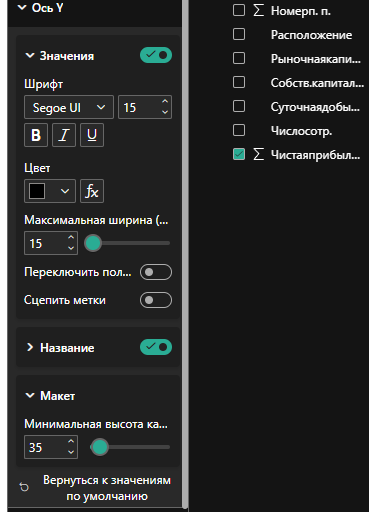 Ось Y
Значения
Шрифт
Segoe UI
15
B
I
U
Цвет
fx
Максимальная ширина (...
15
Переключить пол...
Сцепить метки
Название
Макет
Минимальная высота ка...
35
Вернуться к значениям
по умолчанию
Номерп. п.
Расположение
Рыночнаякапи...
Собств.капитал...
Суточнаядобы...
Числосотр.
Чистаяприбыл...